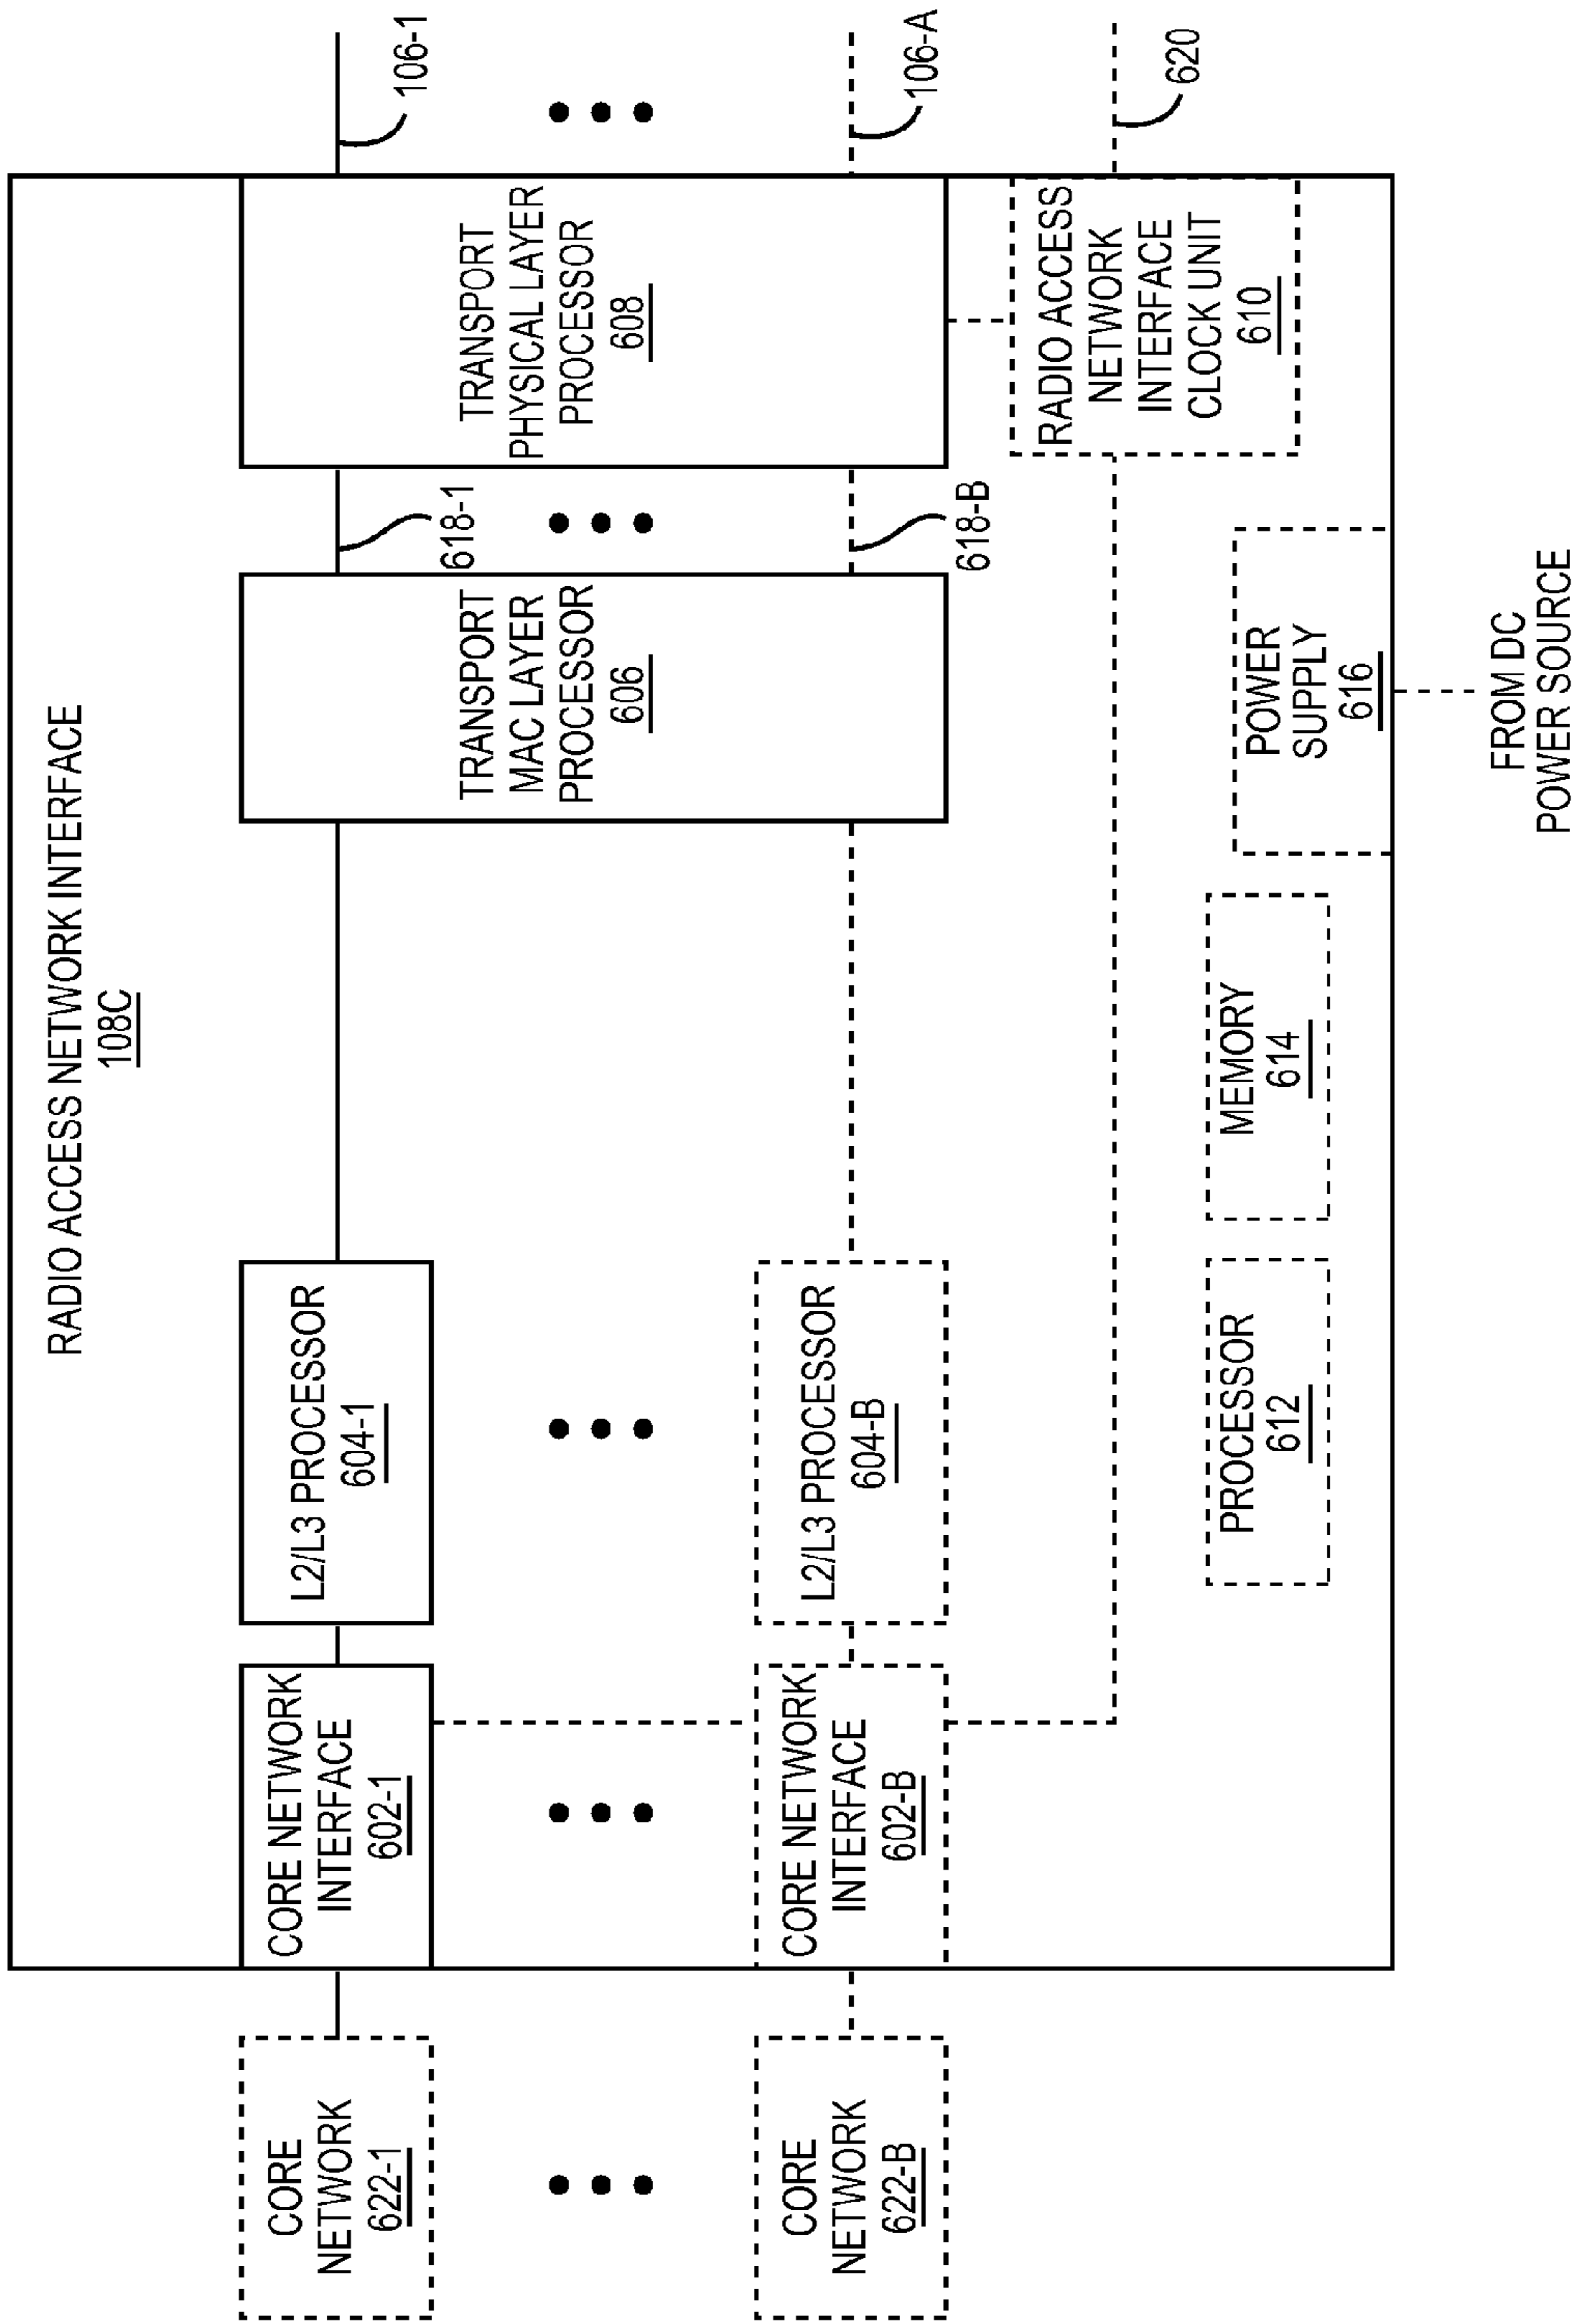 RADIO ACCESS NETWORK INTERFACE
108C
CORE
NETWORK
622-1
CORE NETWORK
INTERFACE
602-1
L2/L3 PROCESSOR
604-1
TRANSPORT
MAC LAYER
PROCESSOR
606
618-1
TRANSPORT
PHYSICAL LAYER
PROCESSOR
608
106-1
CORE
NETWORK
622-B
CORE NETWORK
INTERFACE
602-B
L2/L3 PROCESSOR
604-B
618-B
106-A
RADIO ACCESS
NETWORK
INTERFACE
CLOCK UNIT
610
620
PROCESSOR
612
MEMORY
614
POWER
SUPPLY
616
FROM DC
POWER SOURCE